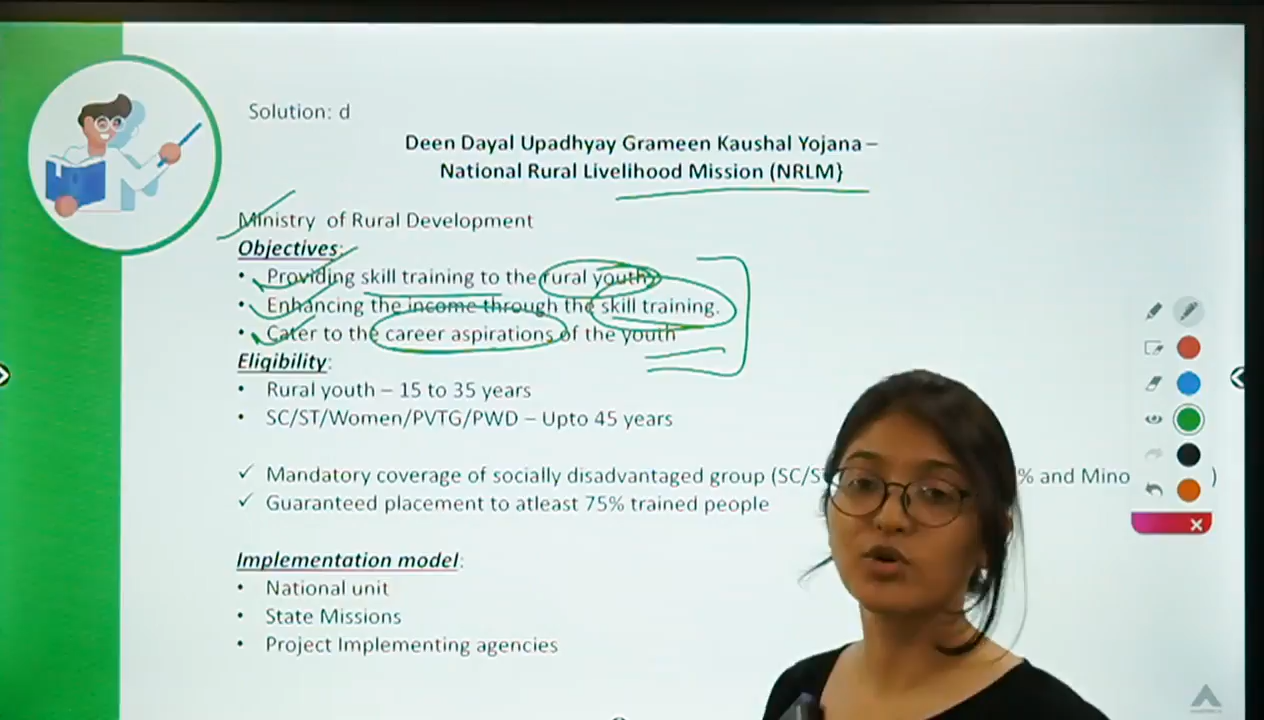 Solution: d
Deen Dayal Upadhyay Grameen Kaushal Yojana –
National Rural Livelihood Mission (NRLM}
Ministry of Rural Development
Objectives:
• Providing skill training to the rural youth
• Enhancing the income through the skill training.
• Cater to the career aspirations of the youth
Eligibility:
• Rural youth – 15 to 35 years
• SC/ST/Women/PVTG/PWD – Upto 45 years
✓ Mandatory coverage of socially disadvantaged group (SC/S % and Mino )
✓ Guaranteed placement to atleast 75% trained people
Implementation model:
• National unit
• State Missions
• Project Implementing agencies